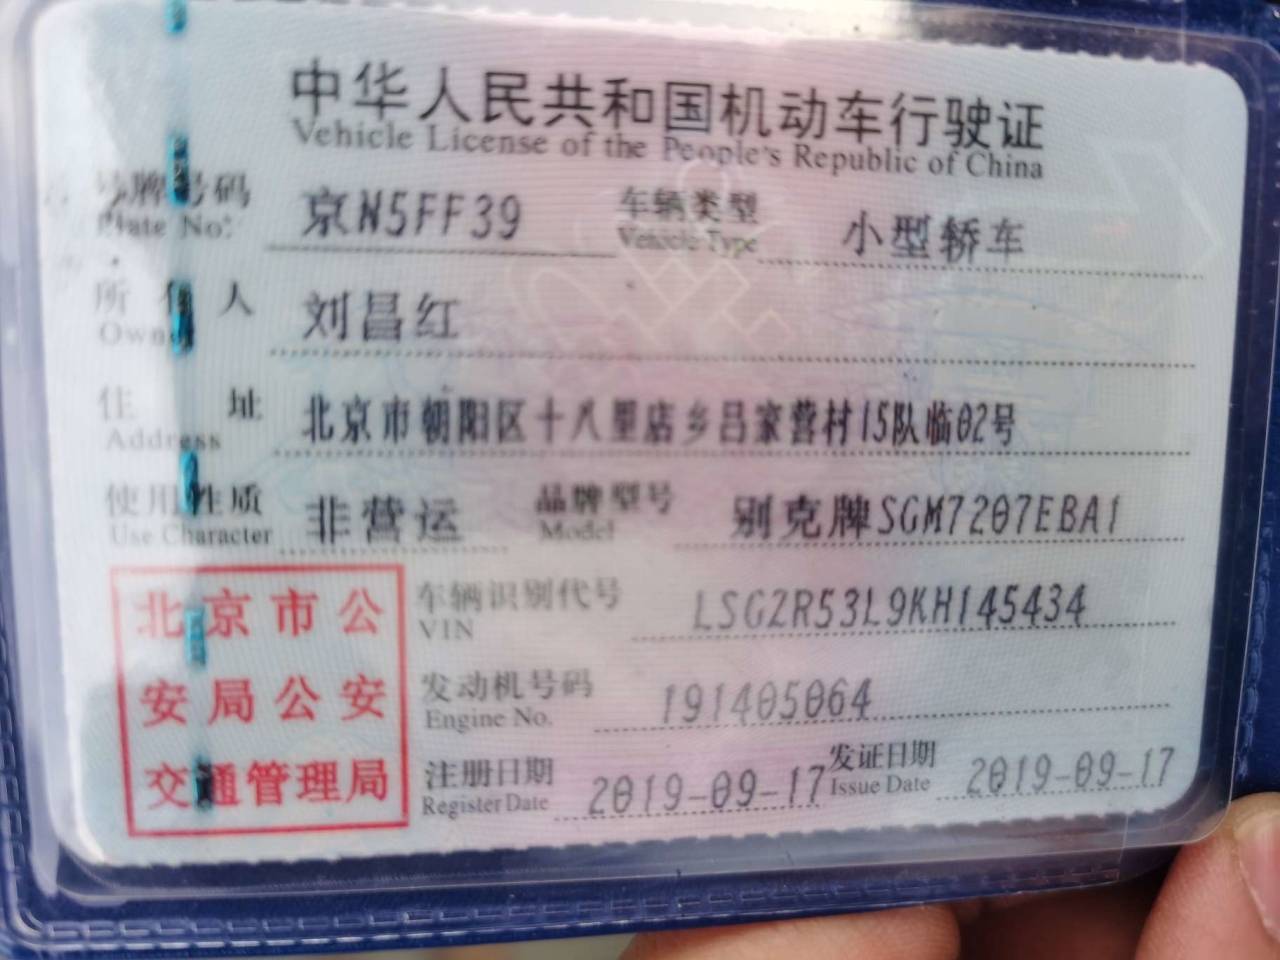 中华人民共和国机动车行驶证
Vehicle License of the People's Republic of China
号牌号码 京N5FF39 车辆类型 小型轿车
Plate No. Vehicle Type
所有人 刘昌红
Owner
住址 北京市朝阳区十八里店乡吕家营村15队临02号
Address
使用性质 非营运 品牌型号 别克牌SGM7207EBA1
Use Character Model
北京市公
安局公安
交通管理局
车辆识别代号 LSGZR53L9KH145434
VIN
发动机号码 191405064
Engine No.
注册日期 2019-09-17 发证日期 2019-09-17
Register Date Issue Date